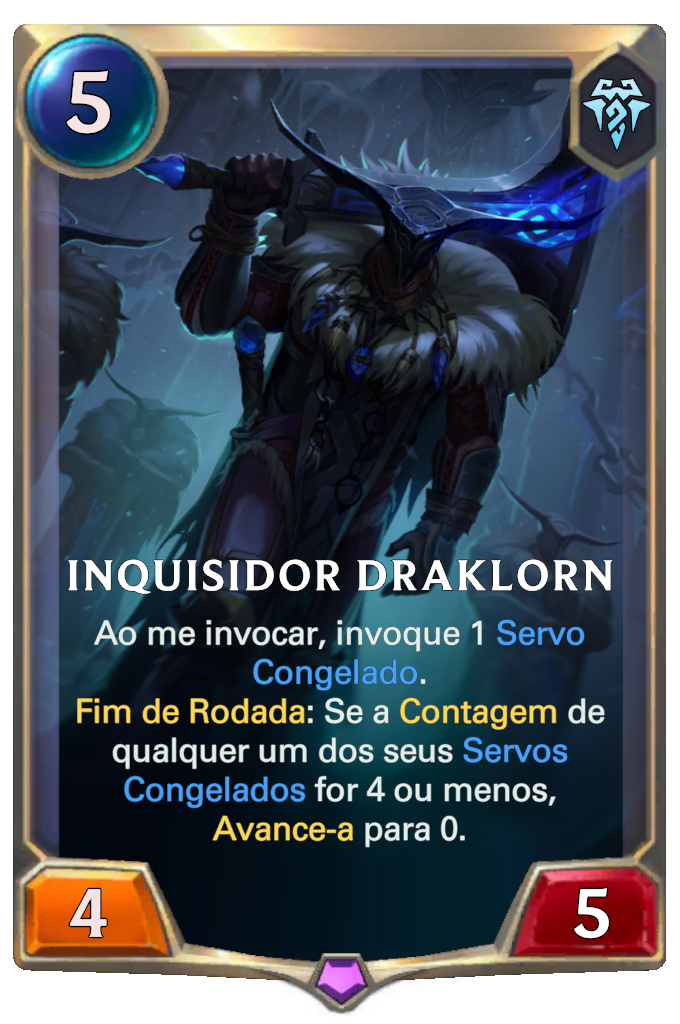 5
INQUISIDOR DRAKLORN
Ao me invocar, invoque 1 Servo
Congelado.
Fim de Rodada: Se a Contagem de
qualquer um dos seus Servos
Congelados for 4 ou menos,
Avance-a para 0.
4
5